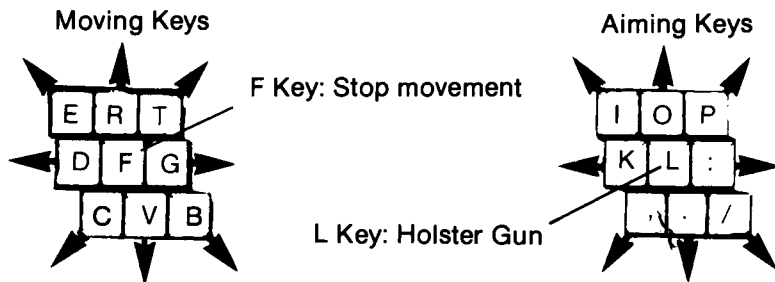 Moving Keys
Aiming Keys
F Key: Stop movement
E R T
I O P
D F G
K L :
C V B
, . /
L Key: Holster Gun